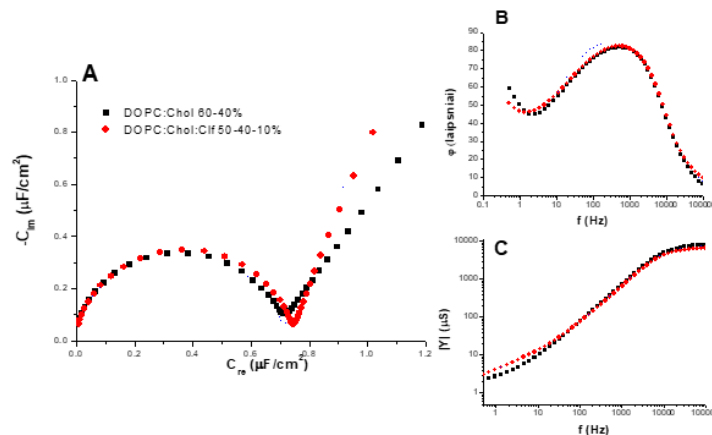 A
DOPC:Chol 60-40%
DOPC:Chol:Clf 50-40-10%
-C_Im (µF/cm²)
1.0
0.8
0.6
0.4
0.2
0.0
0.0 0.2 0.4 0.6 0.8 1.0 1.2
C_re (µF/cm²)
B
φ (laipsniai)
90
80
70
60
50
40
30
20
10
0
0.1 1 10 100 1000 10000
f (Hz)
C
|Y| (µS)
10000
1000
100
10
1
1 10 100 1000 10000
f (Hz)